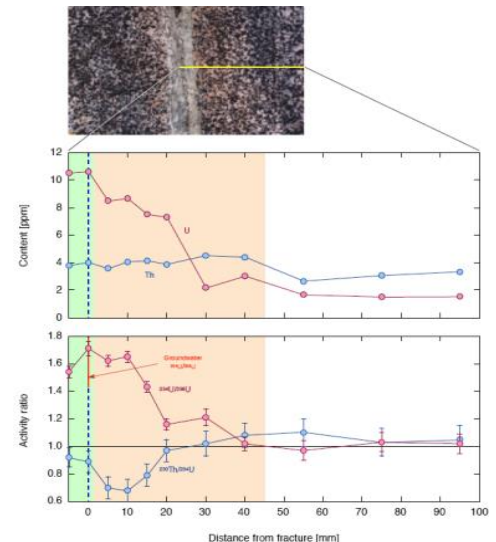 12
10
8
6
4
2
0
Content [ppm]
U
Th
1.8
1.6
1.4
1.2
1.0
0.8
0.6
Activity ratio
Groundwater
234U/238U
234U/238U
230Th/234U
0 10 20 30 40 50 60 70 80 90 100
Distance from fracture [mm]